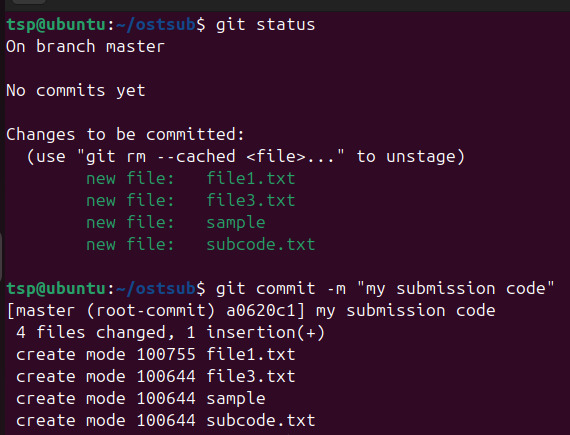 tsp@ubuntu:~/ostsub$ git status
On branch master

No commits yet

Changes to be committed:
  (use "git rm --cached <file>..." to unstage)
        new file:   file1.txt
        new file:   file3.txt
        new file:   sample
        new file:   subcode.txt

tsp@ubuntu:~/ostsub$ git commit -m "my submission code"
[master (root-commit) a0620c1] my submission code
 4 files changed, 1 insertion(+)
 create mode 100755 file1.txt
 create mode 100644 file3.txt
 create mode 100644 sample
 create mode 100644 subcode.txt